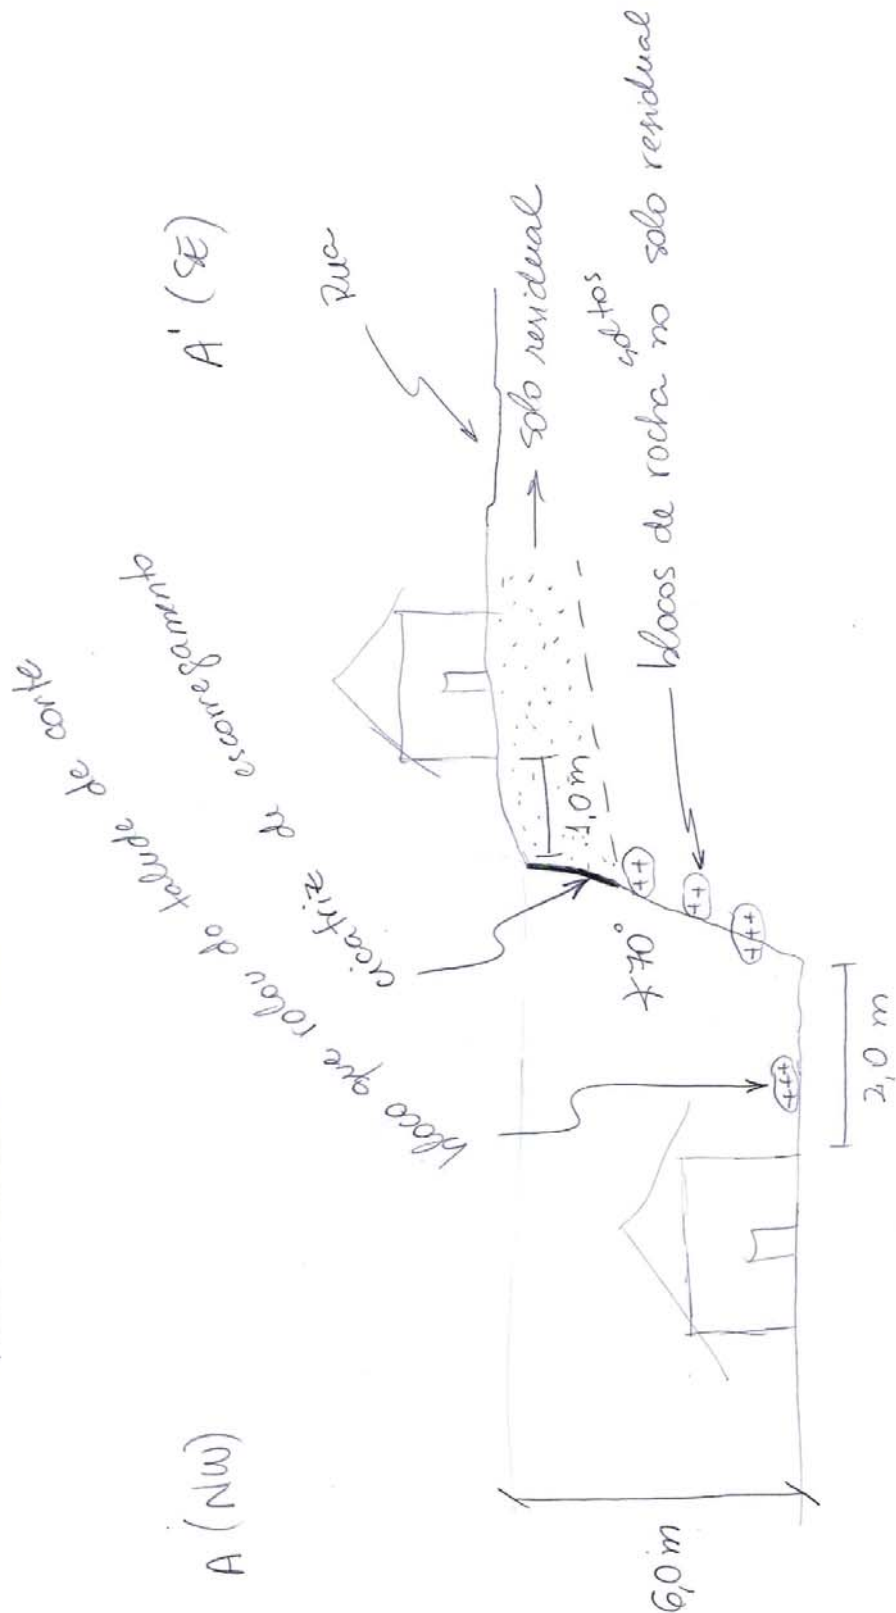 A (NW)
A' (SE)
bloco que rolou do talude de corte
cicatriz de escorregamento
Rua
→ solo residual
soltos
blocos de rocha no solo residual
1,0 m
70°
6,0 m
2,0 m